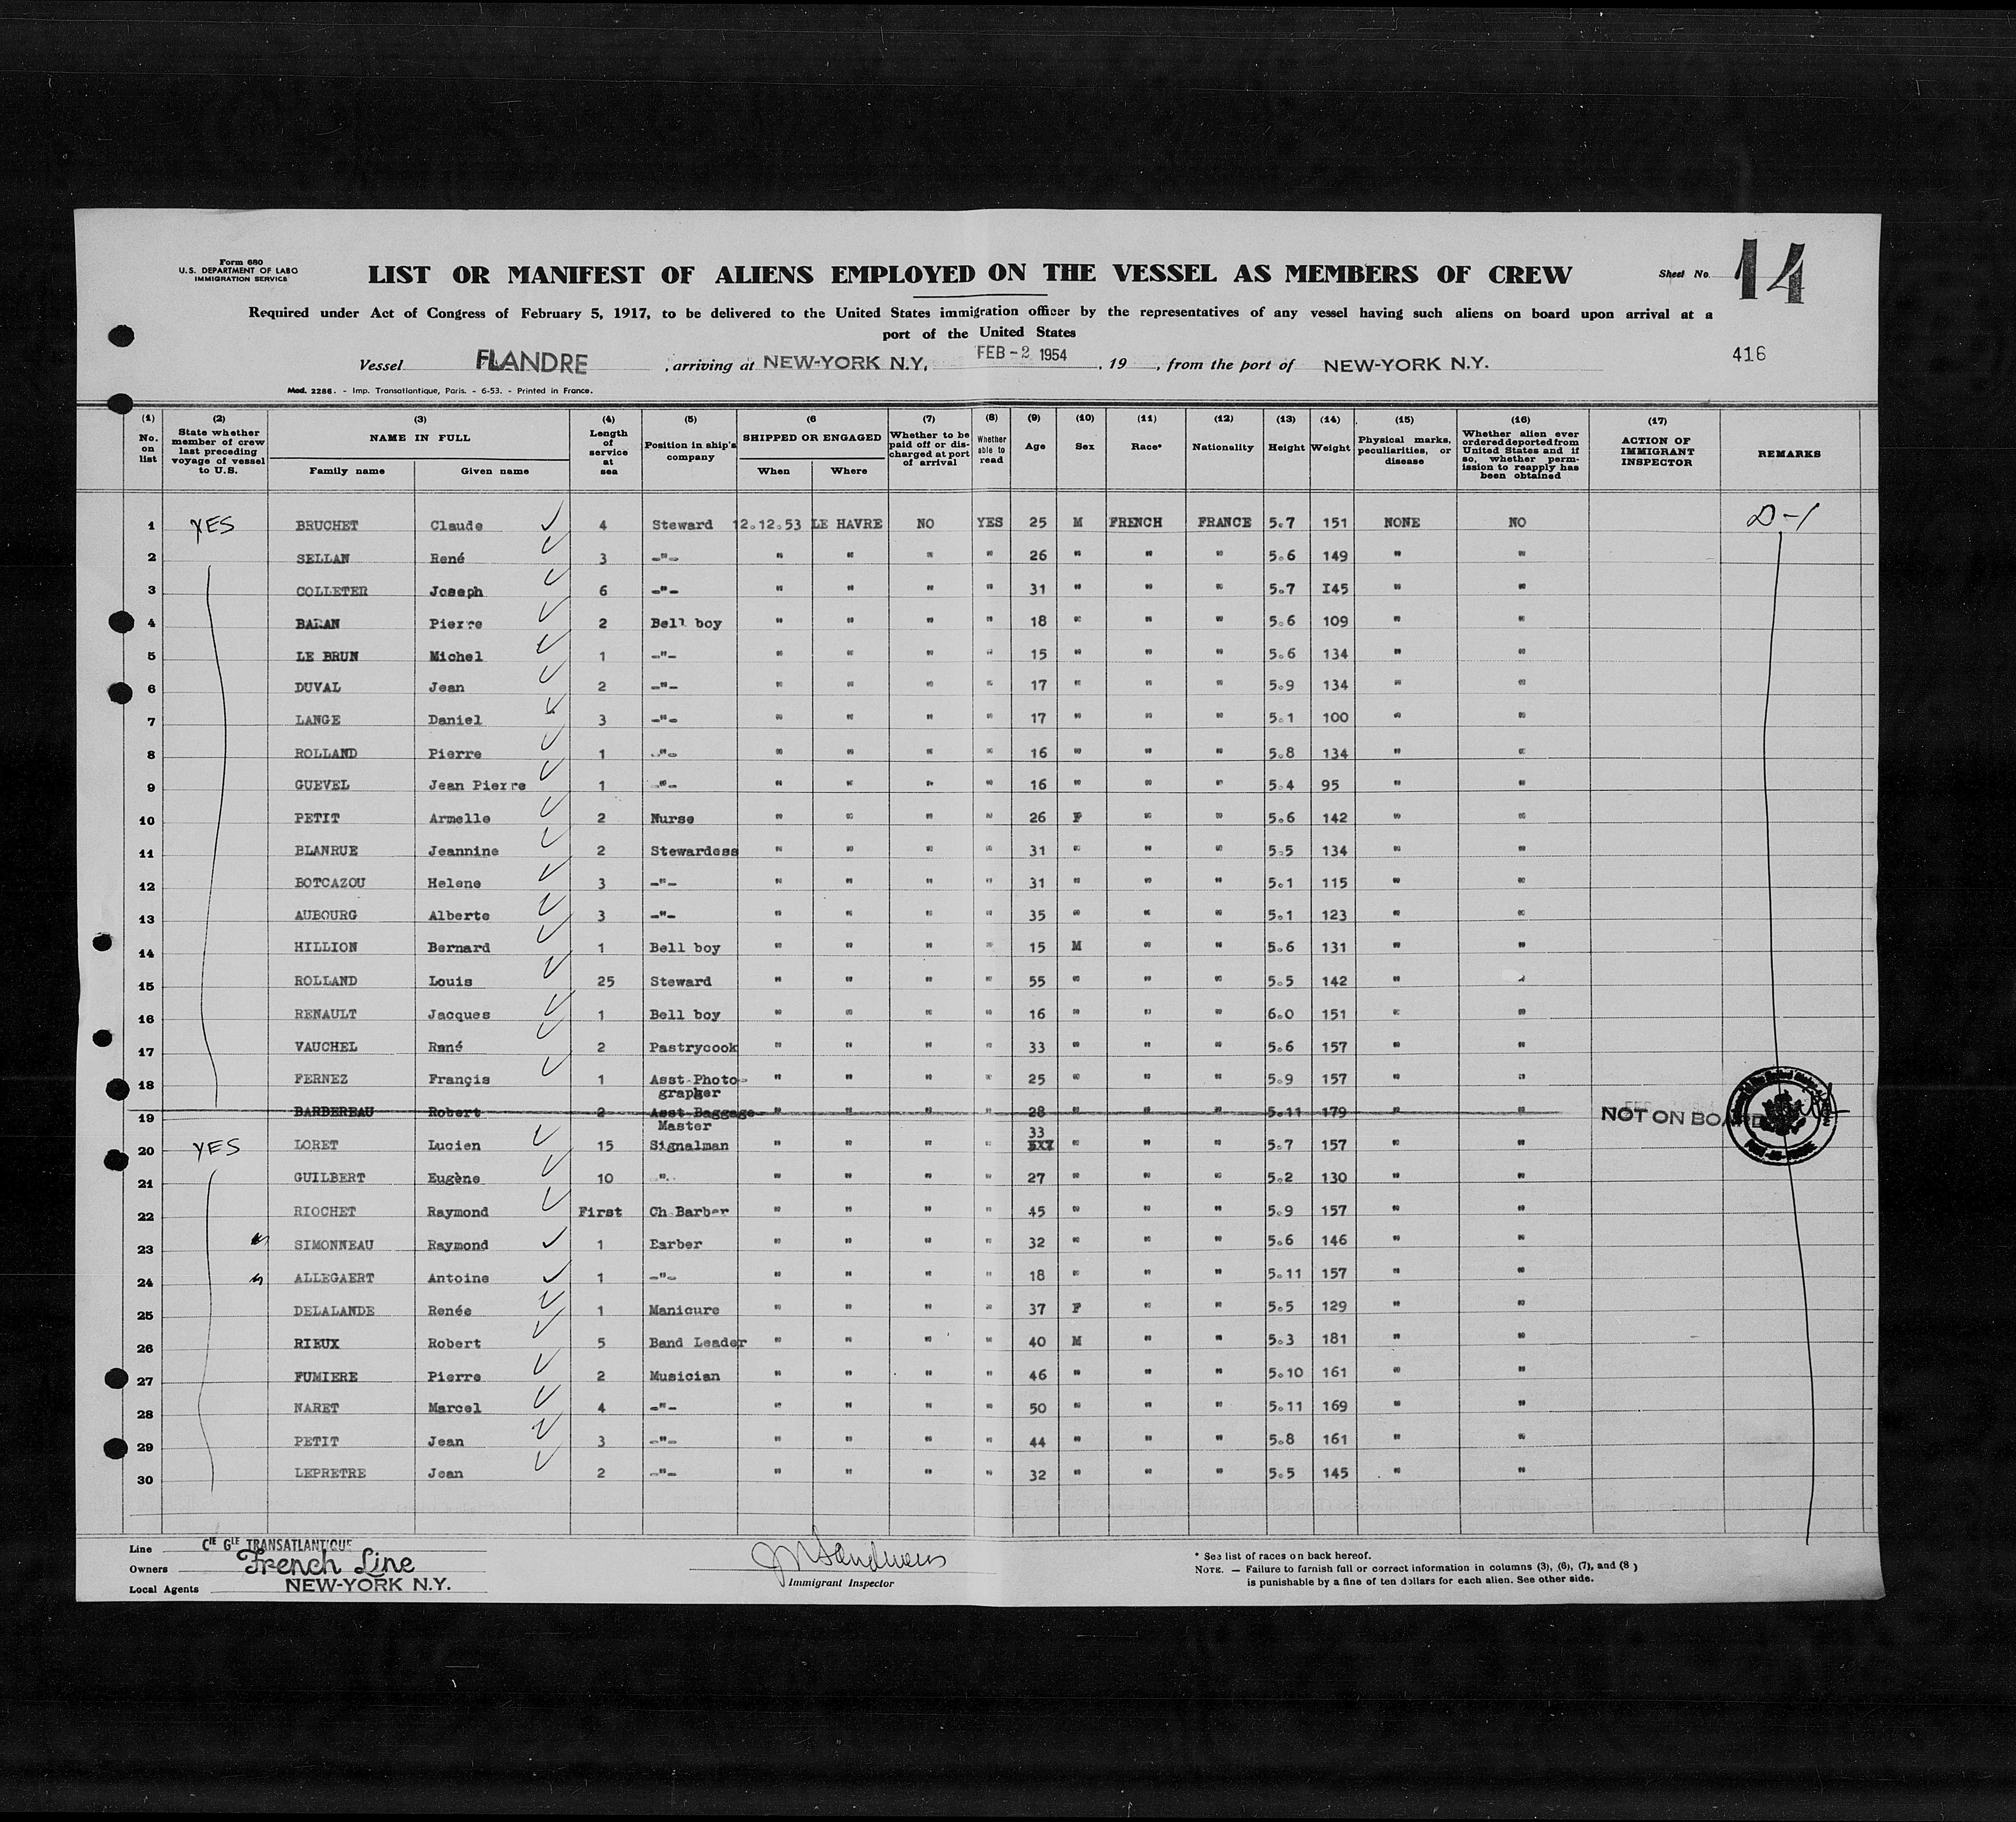 Form 680
U.S. DEPARTMENT OF LABO
IMMIGRATION SERVICE
LIST OR MANIFEST OF ALIENS EMPLOYED ON THE VESSEL AS MEMBERS OF CREW
Sheet No. 14
Required under Act of Congress of February 5, 1917, to be delivered to the United States immigration officer by the representatives of any vessel having such aliens on board upon arrival at a
port of the United States
Vessel FLANDRE , arriving at NEW-YORK N.Y. FEB-2 1954 , 19 , from the port of NEW-YORK N.Y.
416
Mod. 2286. - Imp. Transatlantique, Paris. - 6-53. - Printed in France.
(1) No. on list
(2) State whether member of crew last preceding voyage of vessel to U.S.
(3) NAME IN FULL Family name Given name
(4) Length of service at sea
(5) Position in ship's company
(6 SHIPPED OR ENGAGED When Where
(7) Whether to be paid off or discharged at port of arrival
(8) Whether able to read
(9) Age
(10) Sex
(11) Race*
(12) Nationality
(13) Height
(14) Weight
(15) Physical marks, peculiarities, or disease
(16) Whether alien ever ordered deported from United States and if so, whether permission to reapply has been obtained
(17) ACTION OF IMMIGRANT INSPECTOR
REMARKS
1 YES BRUCHET Claude 4 Steward 12.12.53 LE HAVRE NO YES 25 M FRENCH FRANCE 5.7 151 NONE NO D-1
2 SELLAN René 3 -"- " " " " 26 " " " 5.6 149 " "
3 COLLETER Joseph 6 -"- " " " " 31 " " " 5.7 I45 " "
4 BARAN Pierre 2 Bell boy " " " " 18 " " " 5.6 109 " "
5 LE BRUN Michel 1 -"- " " " " 15 " " " 5.6 134 " "
6 DUVAL Jean 2 -"- " " " " 17 " " " 5.9 134 " "
7 LANGE Daniel 3 -"- " " " " 17 " " " 5.1 100 " "
8 ROLLAND Pierre 1 -"- " " " " 16 " " " 5.8 134 " "
9 GUEVEL Jean Pierre 1 -"- " " " " 16 " " " 5.4 95 " "
10 PETIT Armelle 2 Nurse " " " " 26 F " " 5.6 142 " "
11 BLANRUE Jeannine 2 Stewardess " " " " 31 " " " 5.5 134 " "
12 BOTCAZOU Helene 3 -"- " " " " 31 " " " 5.1 115 " "
13 AUBOURG Alberte 3 -"- " " " " 35 " " " 5.1 123 " "
14 HILLION Bernard 1 Bell boy " " " " 15 M " " 5.6 131 " "
15 ROLLAND Louis 25 Steward " " " " 55 " " " 5.5 142 " "
16 RENAULT Jacques 1 Bell boy " " " " 16 " " " 6.0 151 " "
17 VAUCHEL René 2 Pastrycook " " " " 33 " " " 5.6 157 " "
18 FERNEZ Françis 1 Asst.Photo- " " " " 25 " " " 5.9 157 " "
grapher
19 BARBEREAU Robert 2 Asst Baggage " " " " 28 " " " 5.11 179 " " NOT ON BOARD
Master
33
20 YES LORET Lucien 15 Signalman " " " " " " " 5.7 157 " "
21 GUILBERT Eugène 10 -"- " " " " 27 " " " 5.2 130 " "
22 RIOCHET Raymond First Ch.Barber " " " " 45 " " " 5.9 157 " "
23 SIMONNEAU Raymond 1 Barber " " " " 32 " " " 5.6 146 " "
24 ALLEGAERT Antoine 1 -"- " " " " 18 " " " 5.11 157 " "
25 DELALANDE Renée 1 Manicure " " " " 37 F " " 5.5 129 " "
26 RIEUX Robert 5 Band Leader " " " " 40 M " " 5.3 181 " "
27 FUMIERE Pierre 2 Musician " " " " 46 " " " 5.10 161 " "
28 NARET Marcel 4 -"- " " " " 50 " " " 5.11 169 " "
29 PETIT Jean 3 -"- " " " " 44 " " " 5.8 161 " "
30 LEPRETRE Jean 2 -"- " " " " 32 " " " 5.5 145 " "
Line CIE GLE TRANSATLANTIQUE
Owners French Line
Local Agents NEW-YORK N.Y.
Immigrant Inspector
* See list of races on back hereof.
NOTE. — Failure to furnish full or correct information in columns (3), (6), (7), and (8)
is punishable by a fine of ten dollars for each alien. See other side.